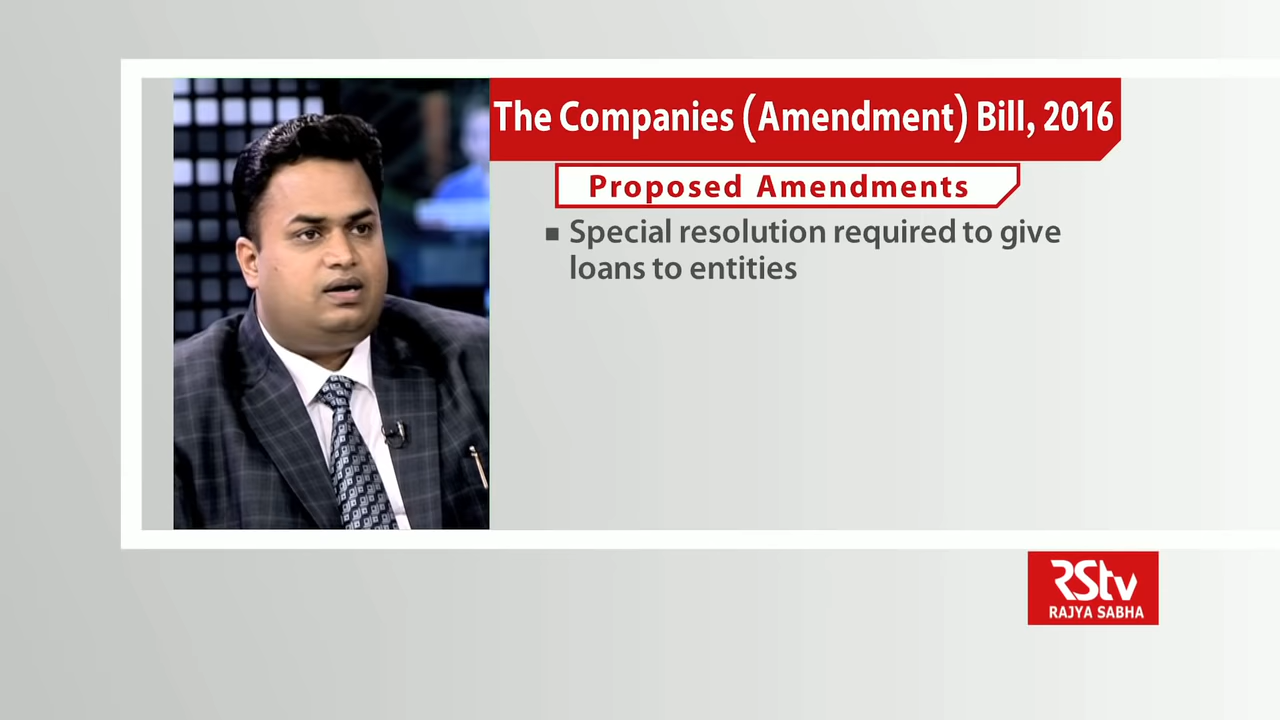 The Companies (Amendment) Bill, 2016
Proposed Amendments
▪ Special resolution required to give
loans to entities
RStv
RAJYA SABHA